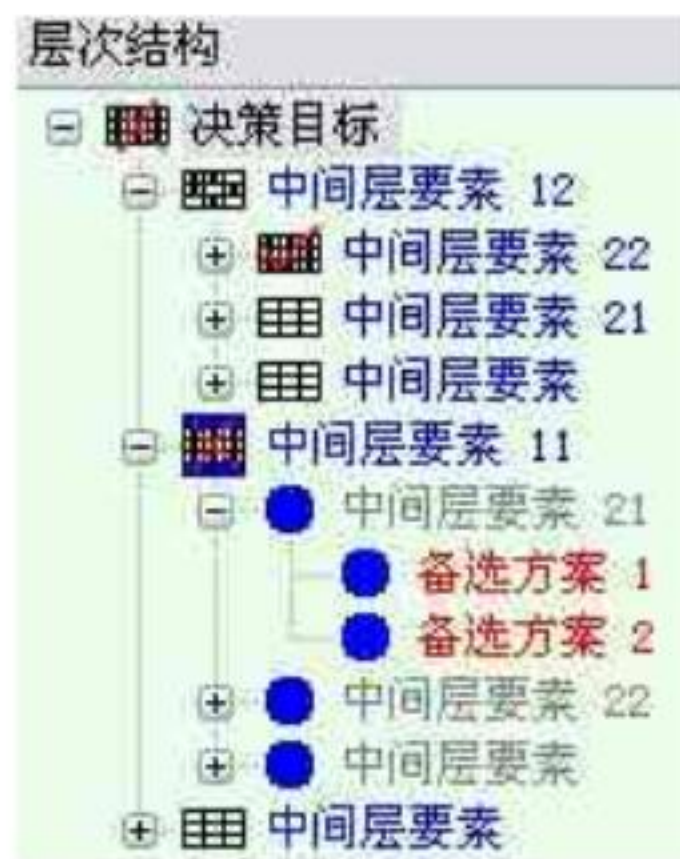 层次结构
决策目标
中间层要素 12
中间层要素 22
中间层要素 21
中间层要素
中间层要素 11
中间层要素 21
备选方案 1
备选方案 2
中间层要素 22
中间层要素
中间层要素